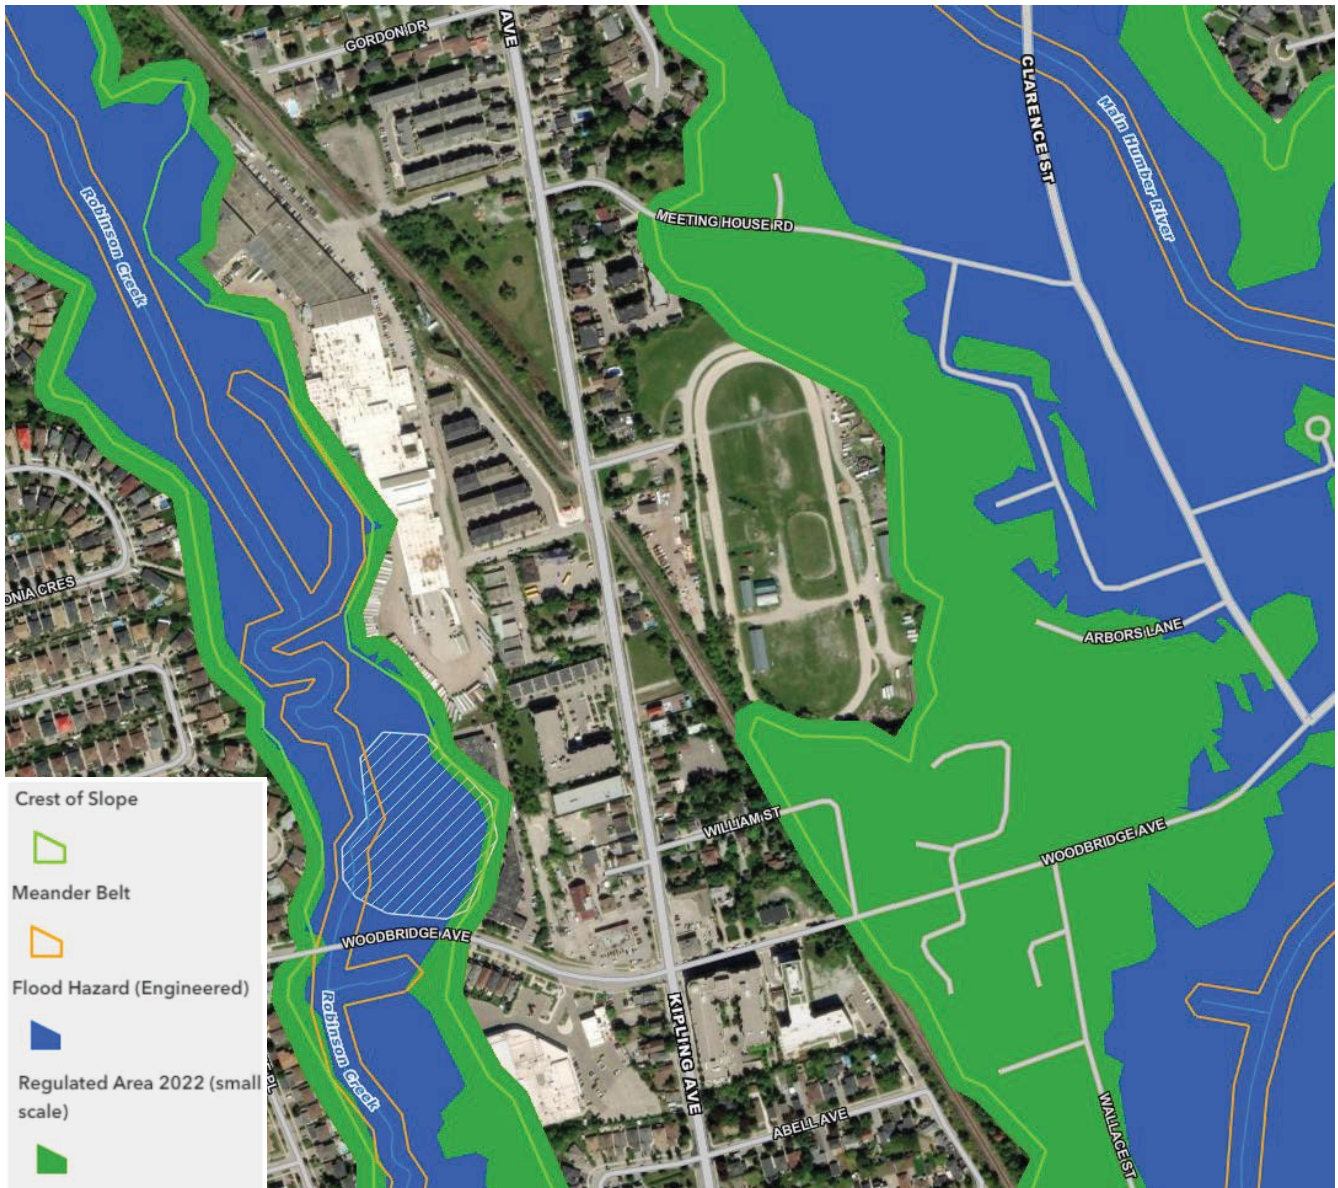 GORDON DR
AVE
CLARENCE ST
Main Humber River
Robinson Creek
MEETING HOUSE RD
ONIA CRES
ARBORS LANE
Crest of Slope
Meander Belt
Flood Hazard (Engineered)
Regulated Area 2022 (small
scale)
WILLIAM ST
WOODBRIDGE AVE
WOODBRIDGE AVE
Robinson Creek
KIPLING AVE
ABELL AVE
WALLACE ST